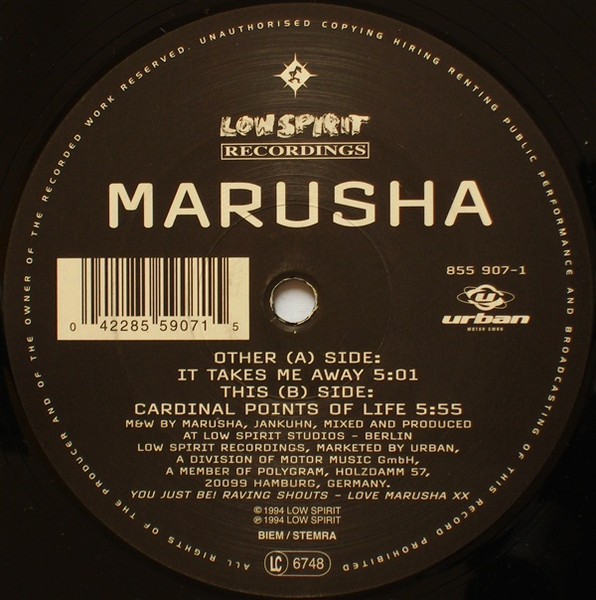 ALL RIGHTS OF THE PRODUCER AND OF THE OWNER OF THE RECORDED WORK RESERVED. UNAUTHORISED COPYING HIRING RENTING PUBLIC PERFORMANCE AND BROADCASTING OF THIS RECORD PROHIBITED
LOW SPIRIT
RECORDINGS
MARUSHA
855 907-1
urban
MOTOR GMBH
0 42285 59071 5
OTHER (A) SIDE:
IT TAKES ME AWAY 5:01
THIS (B) SIDE:
CARDINAL POINTS OF LIFE 5:55
M&W BY MARUSHA, JANKUHN, MIXED AND PRODUCED
AT LOW SPIRIT STUDIOS - BERLIN
LOW SPIRIT RECORDINGS, MARKETED BY URBAN,
A DIVISION OF MOTOR MUSIC GmbH,
A MEMBER OF POLYGRAM, HOLZDAMM 57,
20099 HAMBURG, GERMANY.
YOU JUST BE! RAVING SHOUTS - LOVE MARUSHA XX
© 1994 LOW SPIRIT
℗ 1994 LOW SPIRIT
BIEM / STEMRA
LC 6748